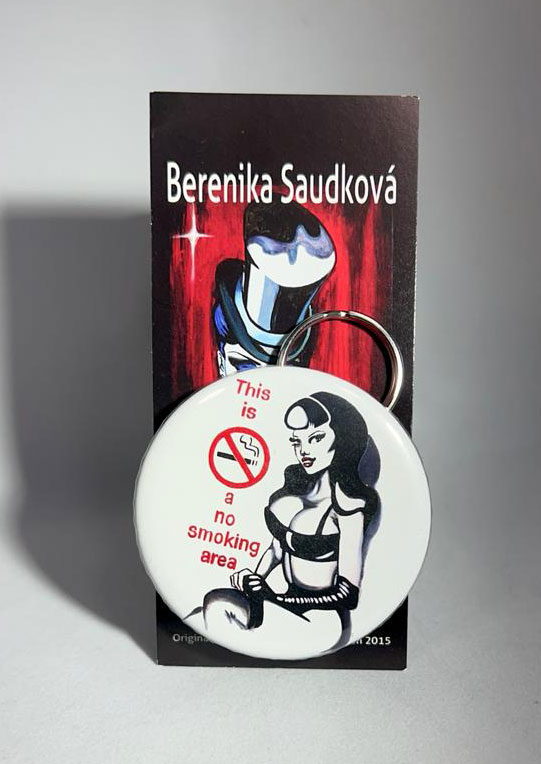 Berenika Saudková
This
is
a
no
smoking
area
2015